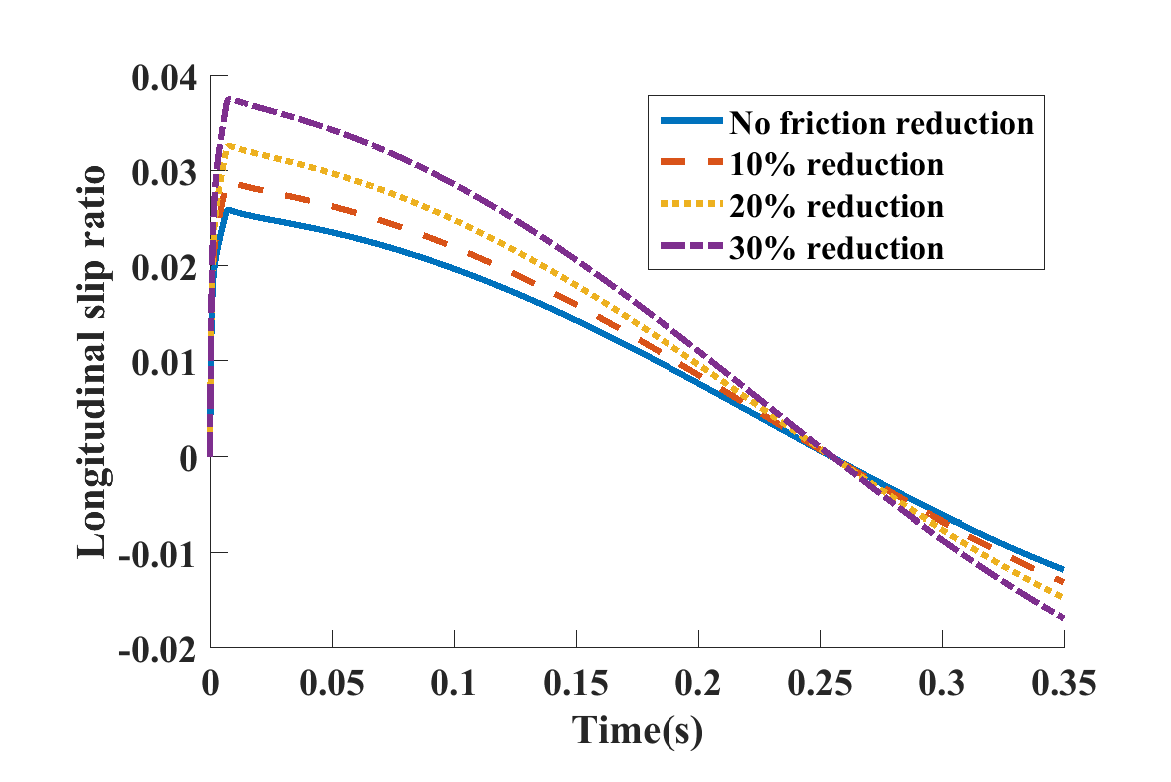 0.04
0.03
0.02
0.01
0
-0.01
-0.02
Longitudinal slip ratio
No friction reduction
10% reduction
20% reduction
30% reduction
0 0.05 0.1 0.15 0.2 0.25 0.3 0.35
Time(s)